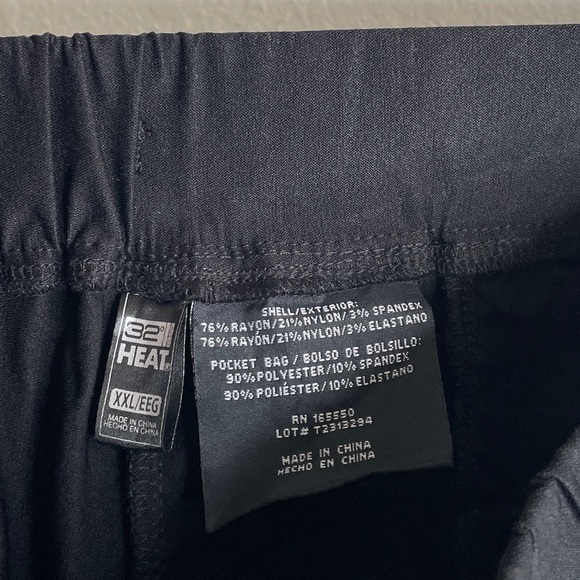 32°
HEAT®
XXL/EEG
MADE IN CHINA
HECHO EN CHINA
SHELL/EXTERIOR:
76%RAYON/21%NYLON/3% SPANDEX
76%RAYÓN/21%NYLON/3% ELASTANO
POCKET BAG / BOLSO DE BOLSILLO:
90%POLYESTER/10% SPANDEX
90%POLIÉSTER/10% ELASTANO
RN 165550
LOT# T2313294
MADE IN CHINA
HECHO EN CHINA